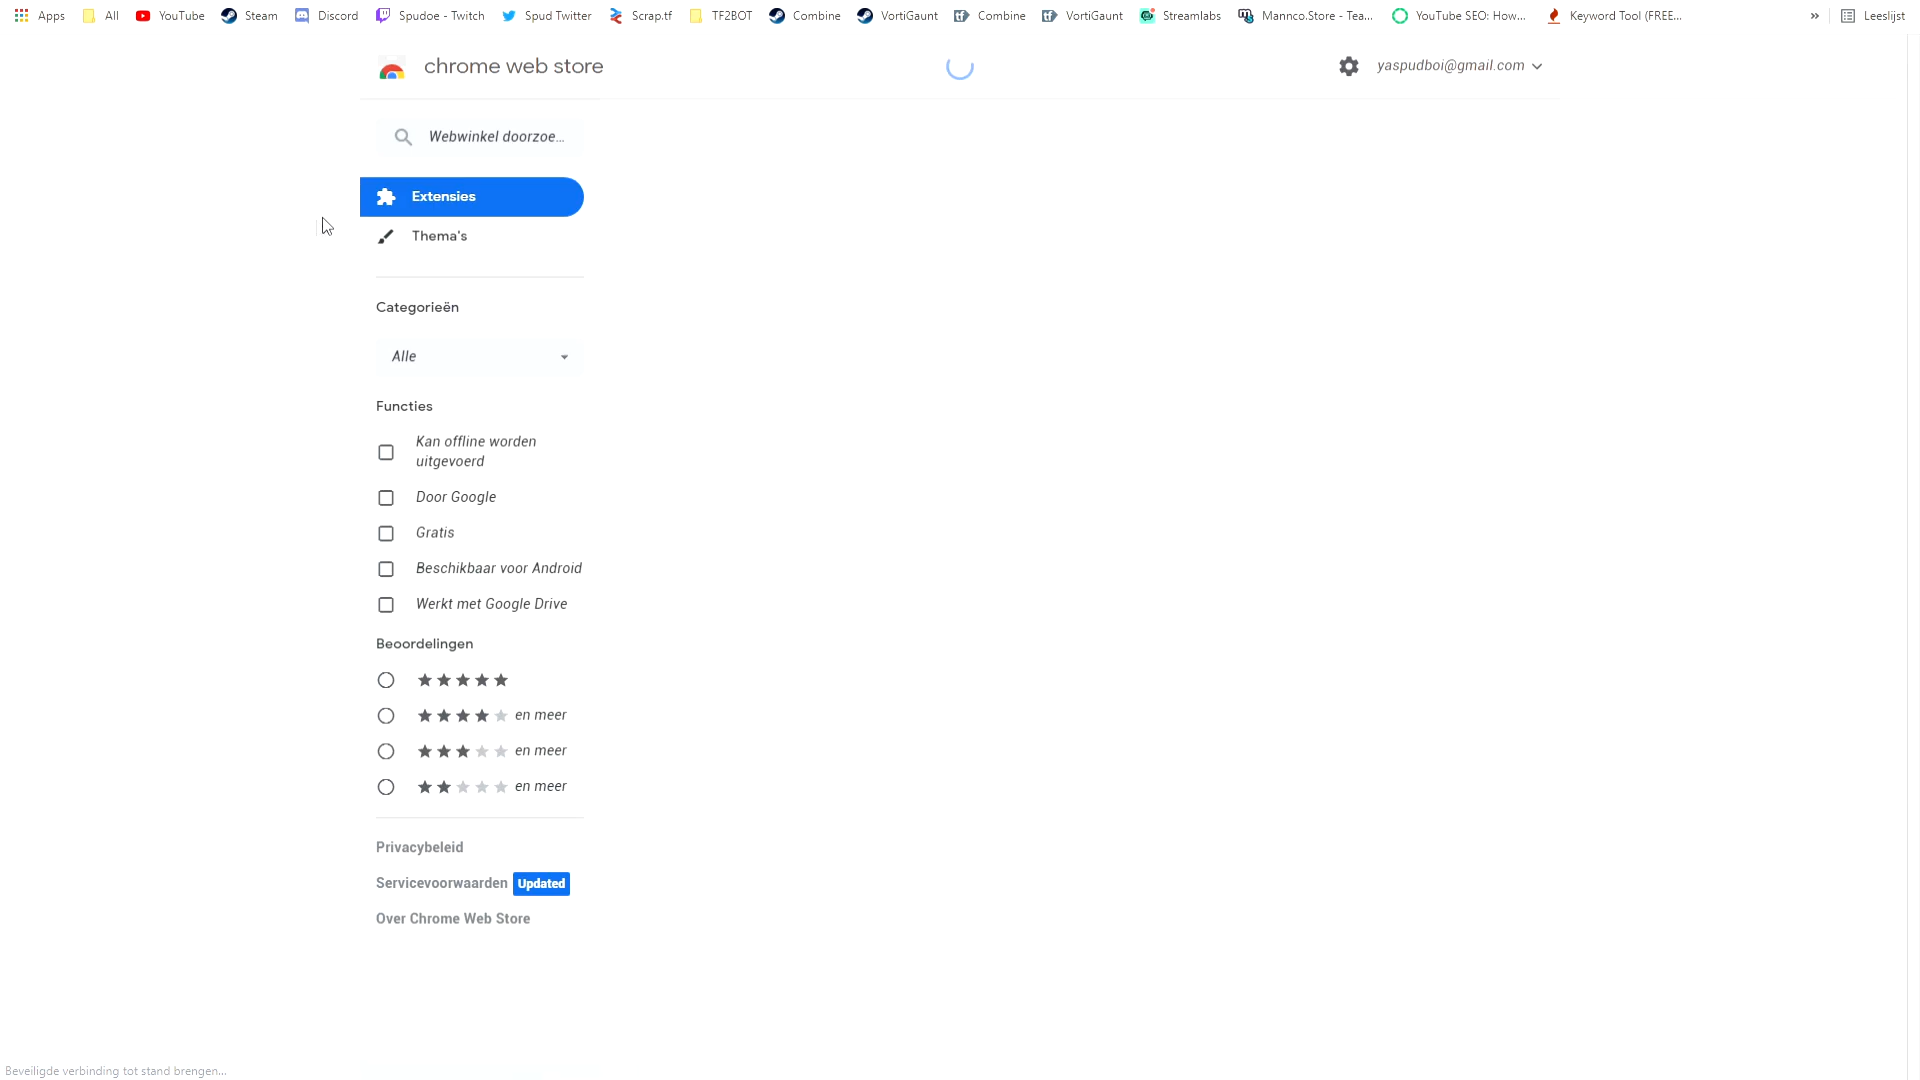 Apps All YouTube Steam Discord Spudoe - Twitch Spud Twitter Scrap.tf TF2BOT Combine VortiGaunt Combine VortiGaunt Streamlabs Mannco.Store - Tea... YouTube SEO: How... Keyword Tool (FREE... » Leeslijst
chrome web store yaspudboi@gmail.com
Webwinkel doorzoe...
Extensies
Thema's
Categorieën
Alle
Functies
Kan offline worden
uitgevoerd
Door Google
Gratis
Beschikbaar voor Android
Werkt met Google Drive
Beoordelingen
en meer
en meer
en meer
Privacybeleid
Servicevoorwaarden Updated
Over Chrome Web Store
Beveiligde verbinding tot stand brengen...